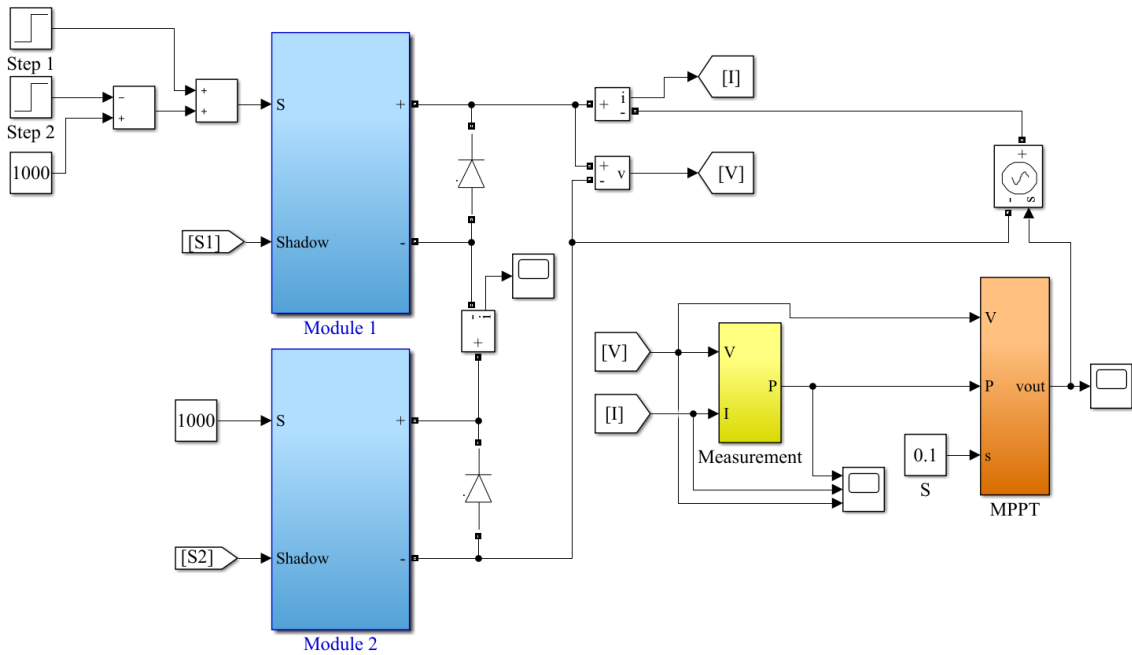 Step 1
−
+
Step 2
1000
+
+
S
Shadow
+
-
[S1]
Module 1
+
i
-
[I]
+
-
v
[V]
+
-
s
-
i
+
1000
S
Shadow
+
-
[S2]
Module 2
[V]
[I]
V
I
P
Measurement
0.1
S
V
P
s
vout
MPPT